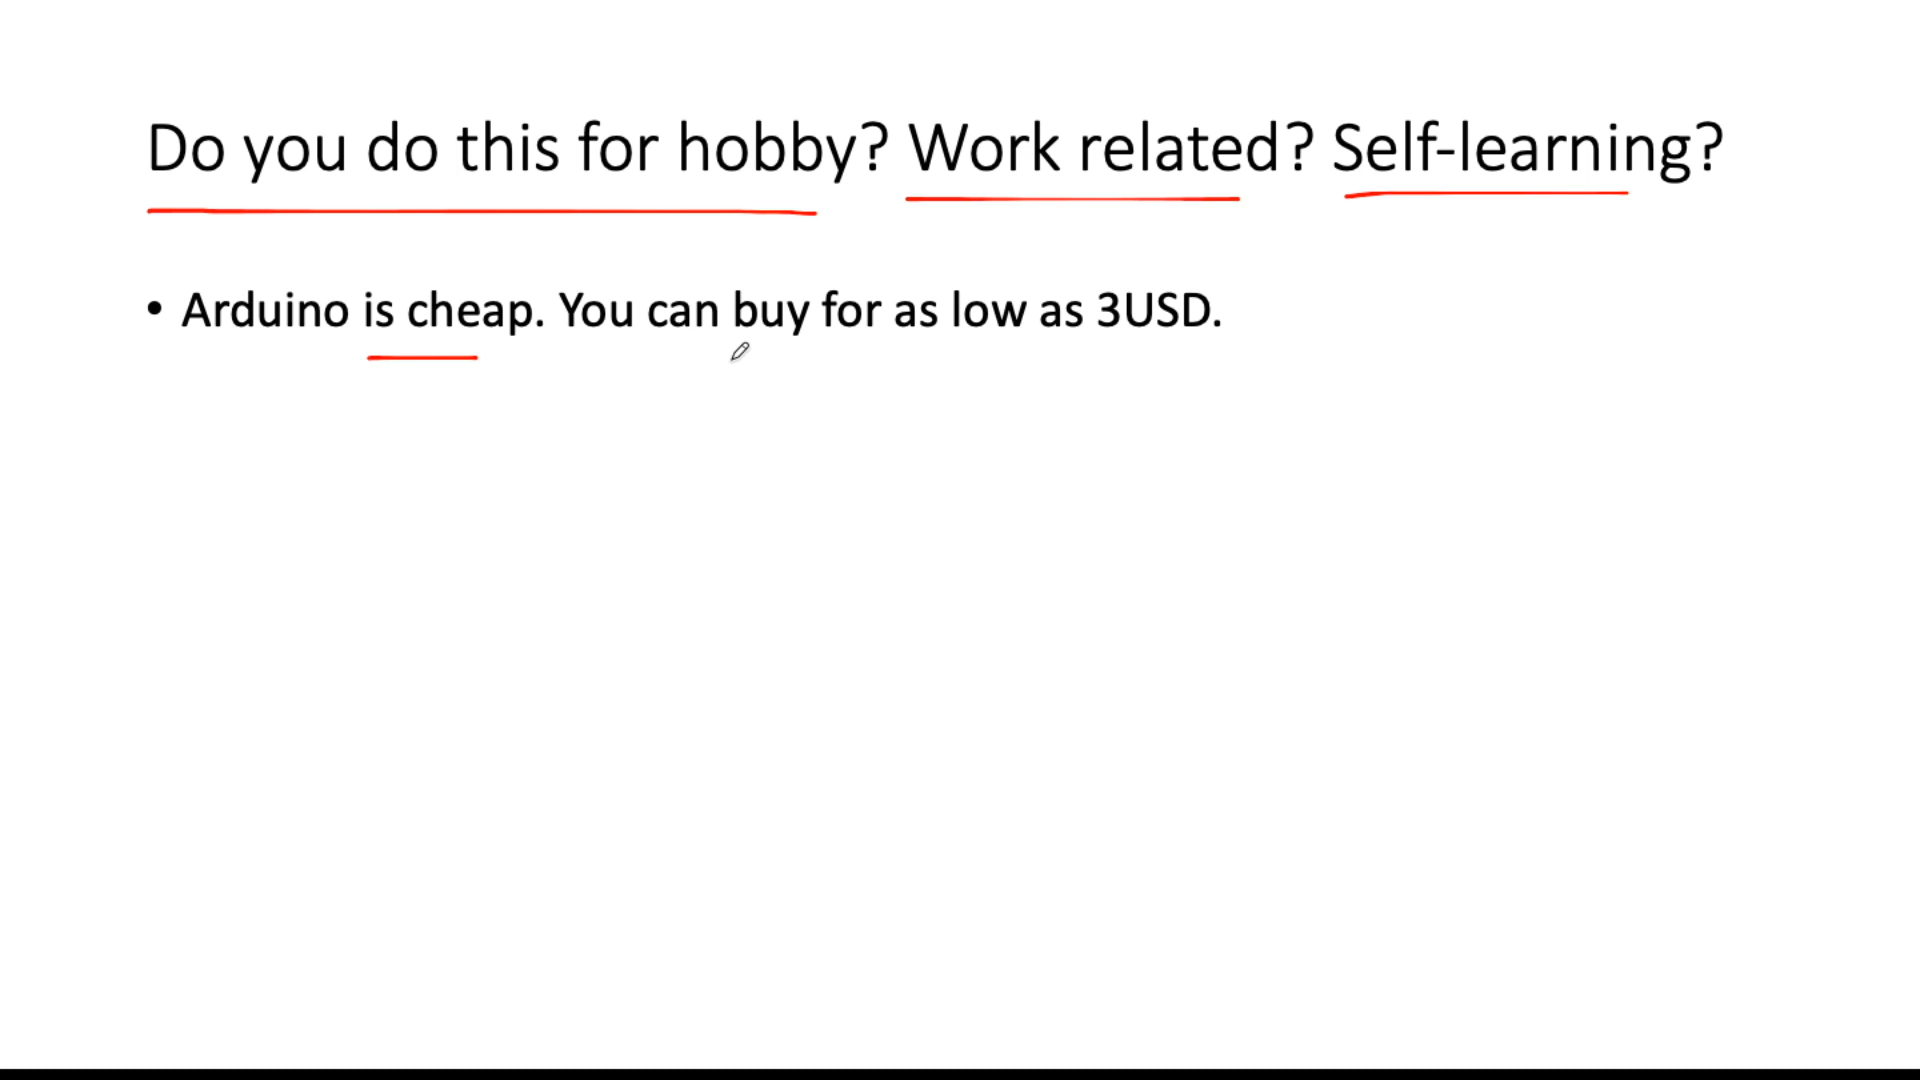 Do you do this for hobby? Work related? Self-learning?
• Arduino is cheap. You can buy for as low as 3USD.